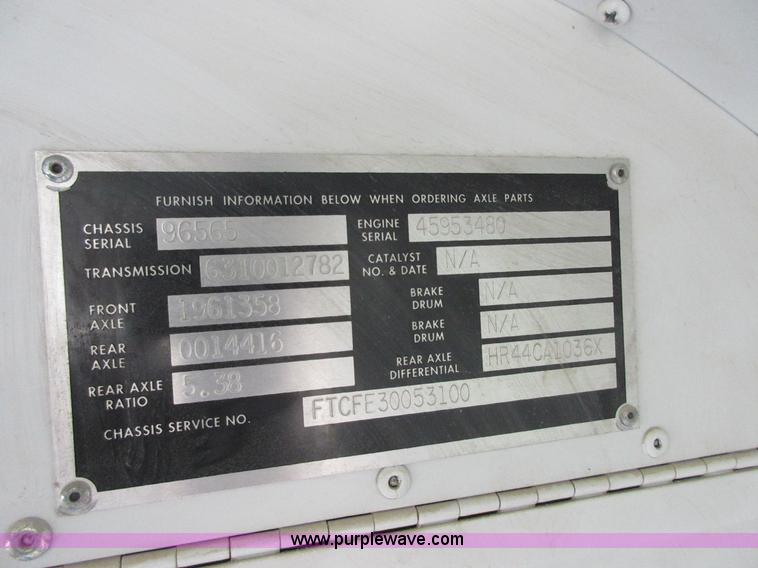 FURNISH INFORMATION BELOW WHEN ORDERING AXLE PARTS
CHASSIS SERIAL 96565
ENGINE SERIAL 45953480
TRANSMISSION 6310012782
CATALYST NO. & DATE N/A
FRONT AXLE 1961358
BRAKE DRUM N/A
REAR AXLE 0014416
BRAKE DRUM N/A
REAR AXLE RATIO 5.38
REAR AXLE DIFFERENTIAL HR44CA1036X
CHASSIS SERVICE NO. FTCFE30053100
www.purplewave.com